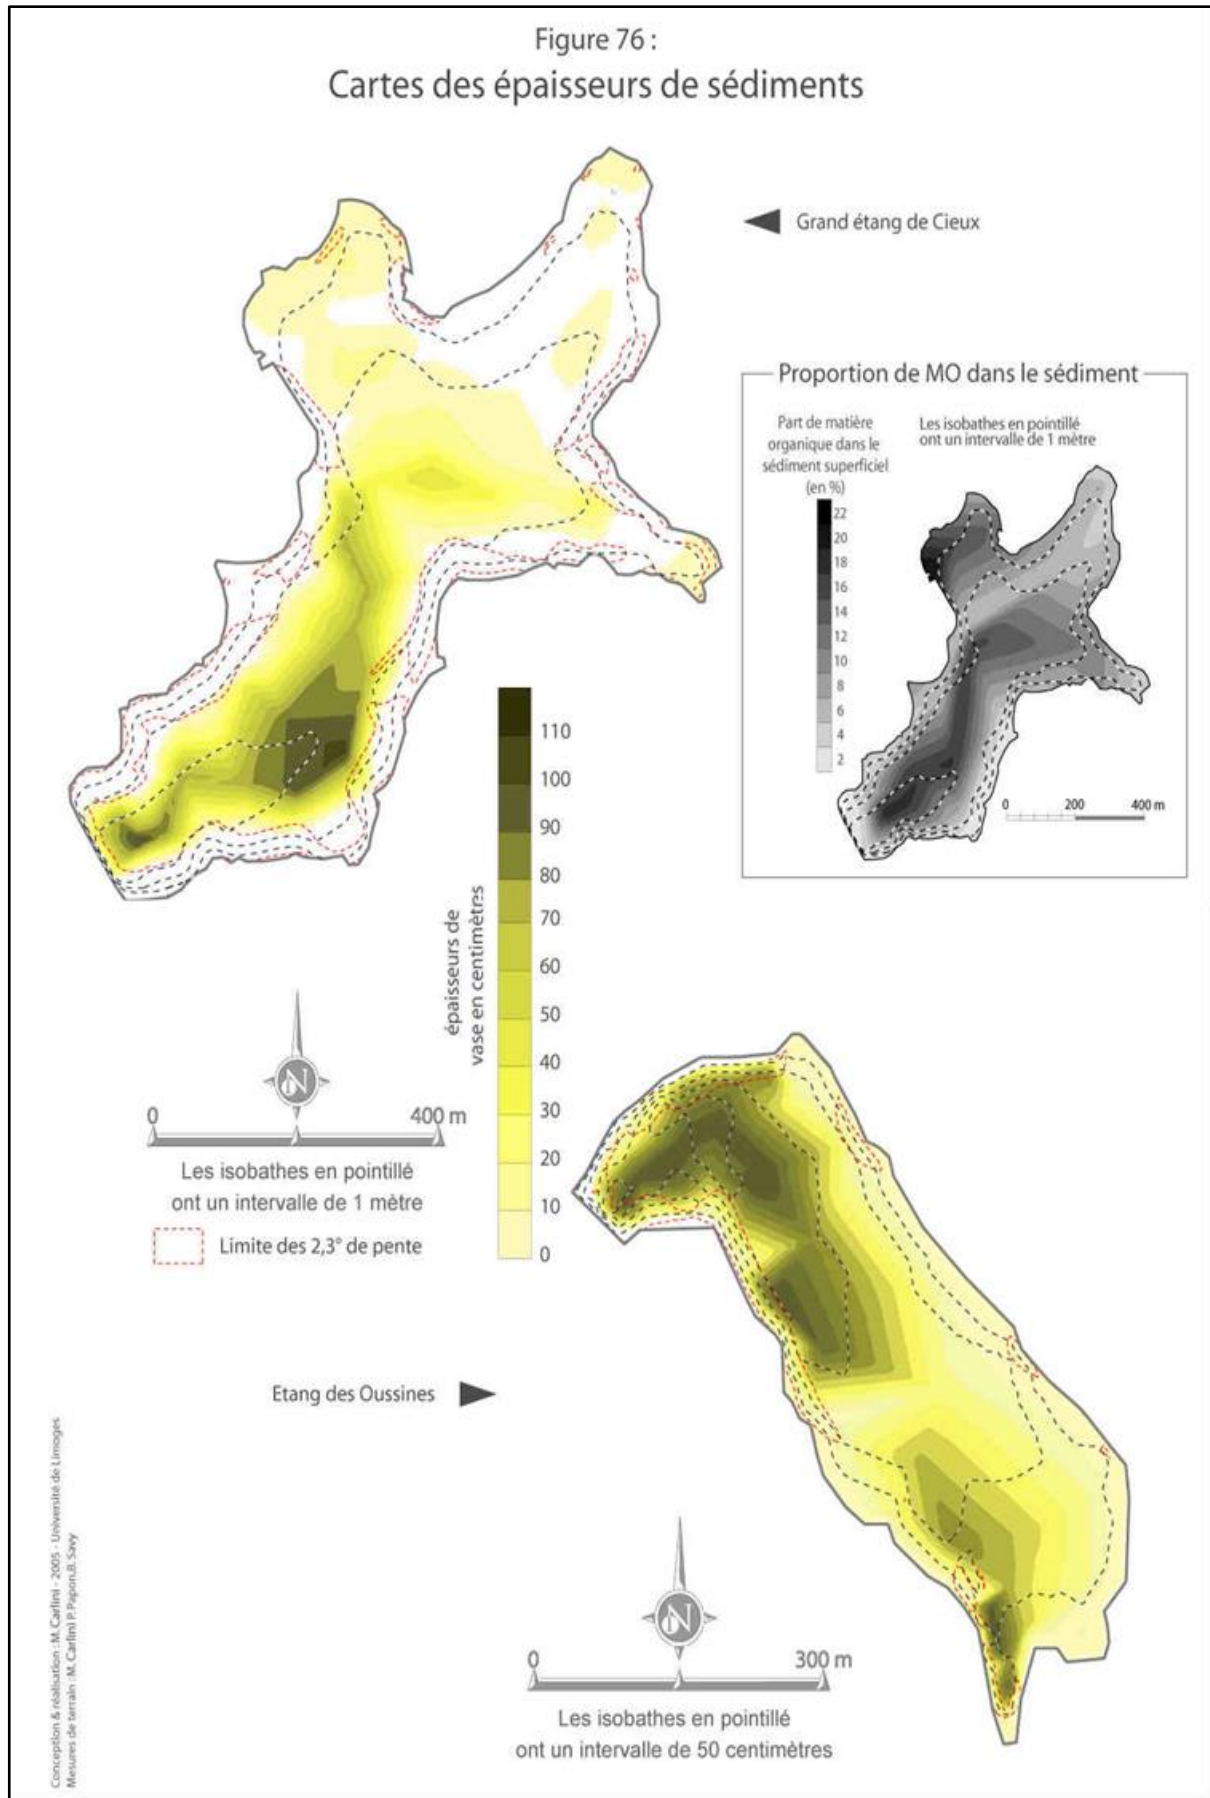 Figure 76 :
Cartes des épaisseurs de sédiments
Grand étang de Cieux
Proportion de MO dans le sédiment
Part de matière
organique dans le
sédiment superficiel
(en %)
Les isobathes en pointillé
ont un intervalle de 1 mètre
22
20
18
16
14
12
10
8
6
4
2
0 200 400 m
épaisseurs de
vase en centimètres
110
100
90
80
70
60
50
40
30
20
10
0
N
0 400 m
Les isobathes en pointillé
ont un intervalle de 1 mètre
Limite des 2,3° de pente
Etang des Oussines
N
0 300 m
Les isobathes en pointillé
ont un intervalle de 50 centimètres
Conception & réalisation : M. Carlini - 2005 - Université de Limoges
Mesures de terrain : M. Carlini P. Papon,B. Savy